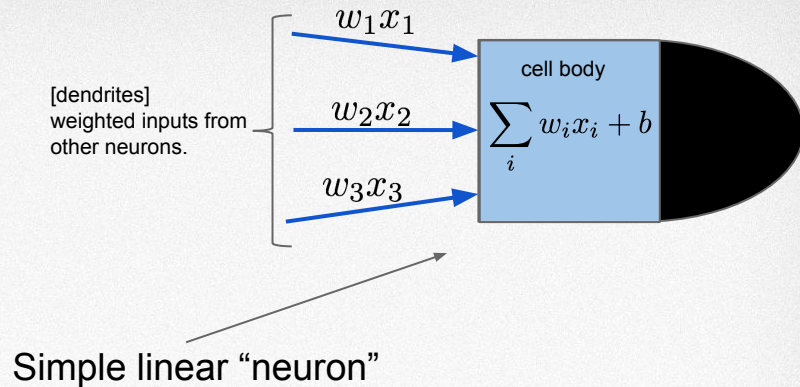 w₁x₁
[dendrites]
weighted inputs from
other neurons.
w₂x₂
w₃x₃
cell body
∑ᵢ wᵢxᵢ + b
Simple linear “neuron”